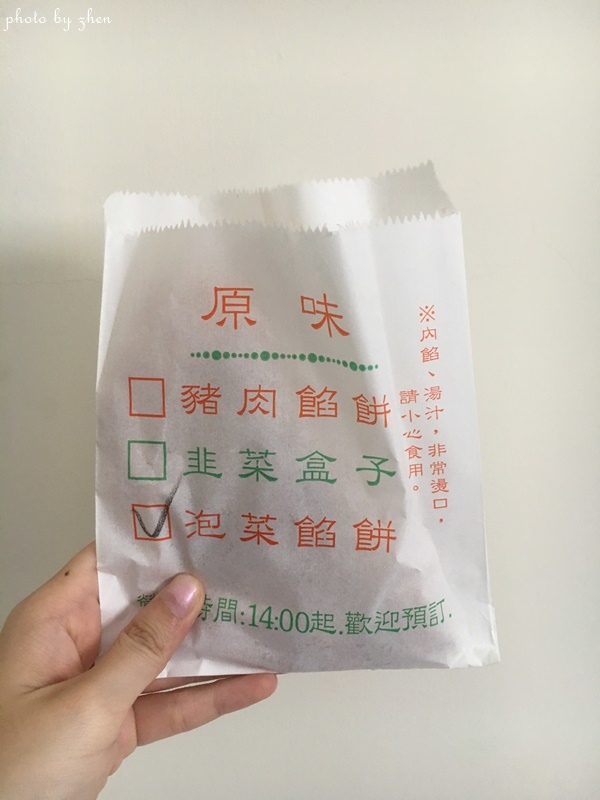 photo by zhen
原味
豬肉餡餅
韭菜盒子
泡菜餡餅
※內餡、湯汁，非常燙口，
請小心食用。
營時間:14:00起.歡迎預訂.